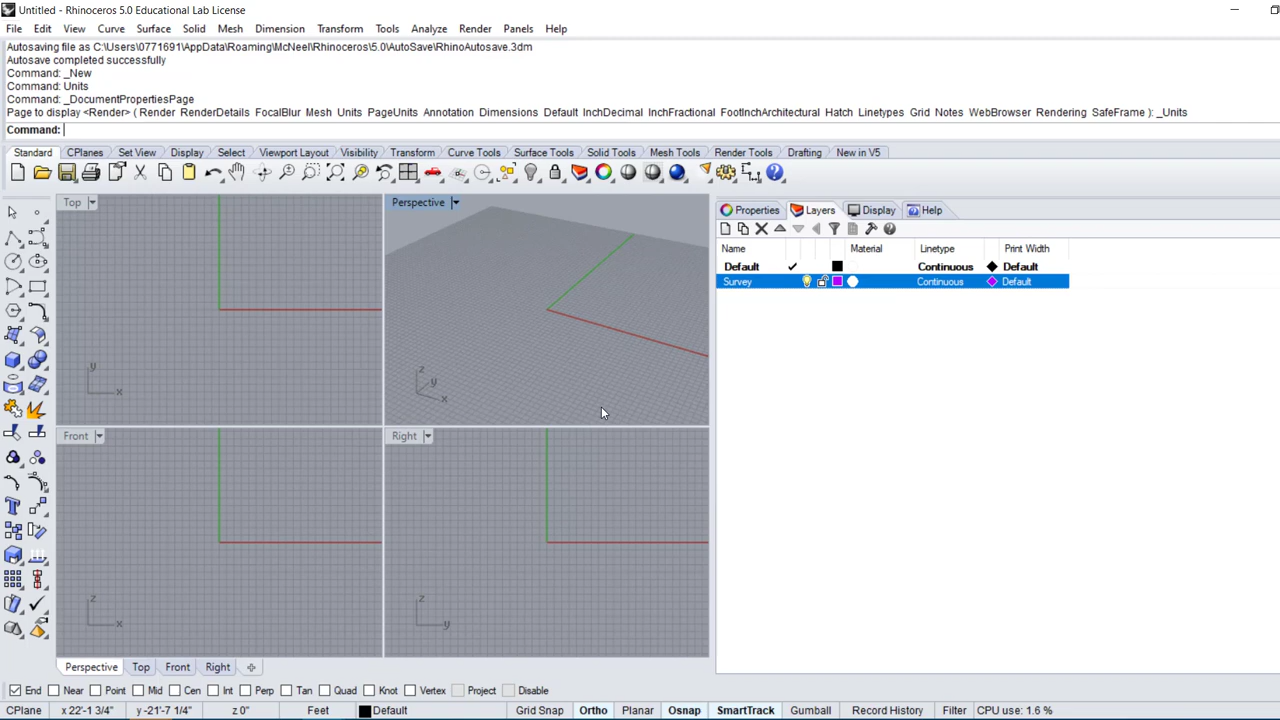 Untitled - Rhinoceros 5.0 Educational Lab License
File Edit View Curve Surface Solid Mesh Dimension Transform Tools Analyze Render Panels Help
Autosaving file as C:\Users\0771691\AppData\Roaming\McNeel\Rhinoceros\5.0\AutoSave\RhinoAutosave.3dm
Autosave completed successfully
Command: _New
Command: Units
Command: _DocumentPropertiesPage
Page to display <Render> ( Render RenderDetails FocalBlur Mesh Units PageUnits Annotation Dimensions Default InchDecimal InchFractional FootInchArchitectural Hatch Linetypes Grid Notes WebBrowser Rendering SafeFrame ): _Units
Command:
Standard CPlanes Set View Display Select Viewport Layout Visibility Transform Curve Tools Surface Tools Solid Tools Mesh Tools Render Tools Drafting New in V5
Top Perspective
Properties Layers Display Help
Name Material Linetype Print Width
Default Continuous Default
Survey Continuous Default
y x
z y x
Front Right
z x
z y
Perspective Top Front Right
End Near Point Mid Cen Int Perp Tan Quad Knot Vertex Project Disable
CPlane x 22'-1 3/4" y -21'-7 1/4" z 0" Feet Default Grid Snap Ortho Planar Osnap SmartTrack Gumball Record History Filter CPU use: 1.6 %